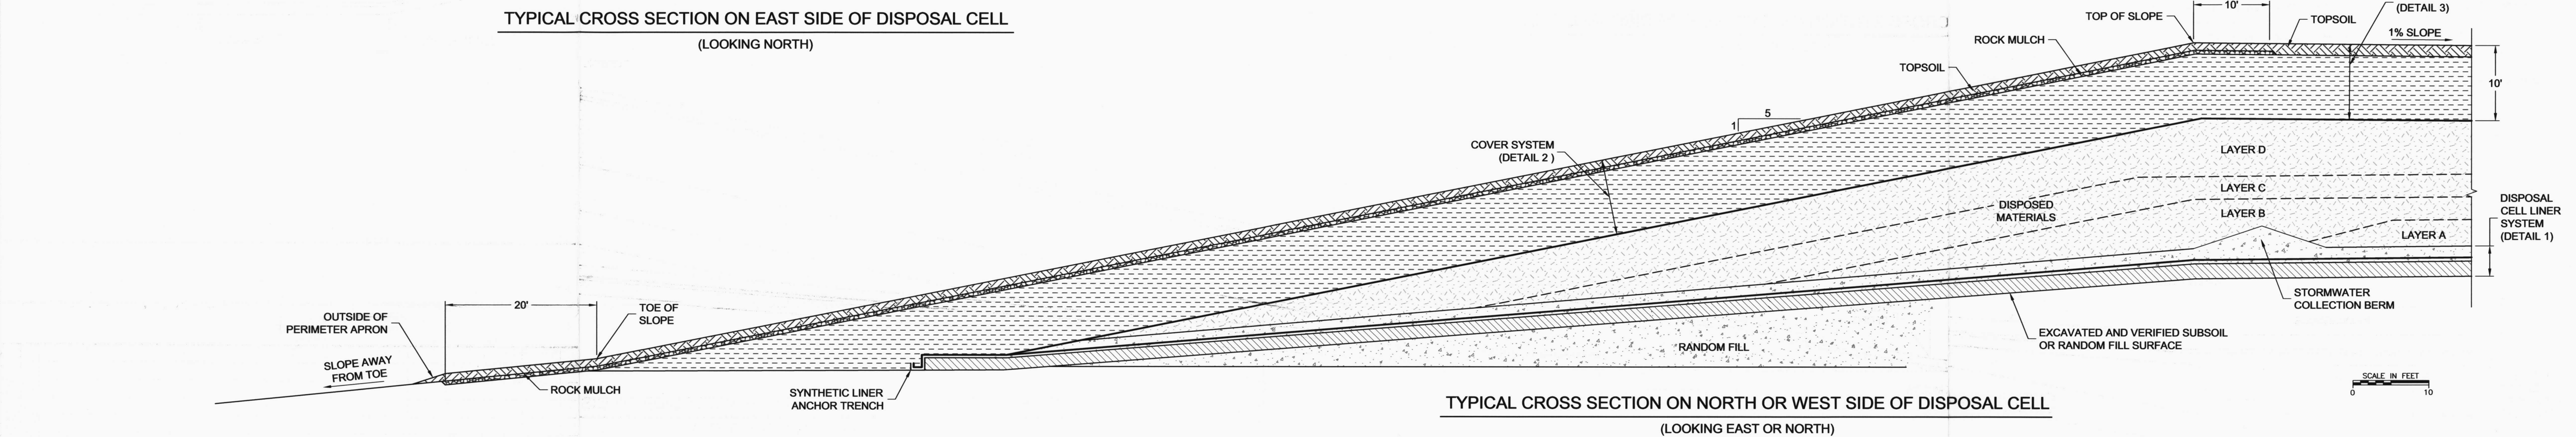 TYPICAL CROSS SECTION ON EAST SIDE OF DISPOSAL CELL
(LOOKING NORTH)
10'
(DETAIL 3)
TOP OF SLOPE
TOPSOIL
1% SLOPE
ROCK MULCH
TOPSOIL
10'
5
1
COVER SYSTEM
(DETAIL 2 )
LAYER D
LAYER C
DISPOSED
MATERIALS
LAYER B
LAYER A
DISPOSAL
CELL LINER
SYSTEM
(DETAIL 1)
STORMWATER
COLLECTION BERM
EXCAVATED AND VERIFIED SUBSOIL
OR RANDOM FILL SURFACE
RANDOM FILL
20'
TOE OF
SLOPE
OUTSIDE OF
PERIMETER APRON
SLOPE AWAY
FROM TOE
ROCK MULCH
SYNTHETIC LINER
ANCHOR TRENCH
SCALE IN FEET
0 10
TYPICAL CROSS SECTION ON NORTH OR WEST SIDE OF DISPOSAL CELL
(LOOKING EAST OR NORTH)